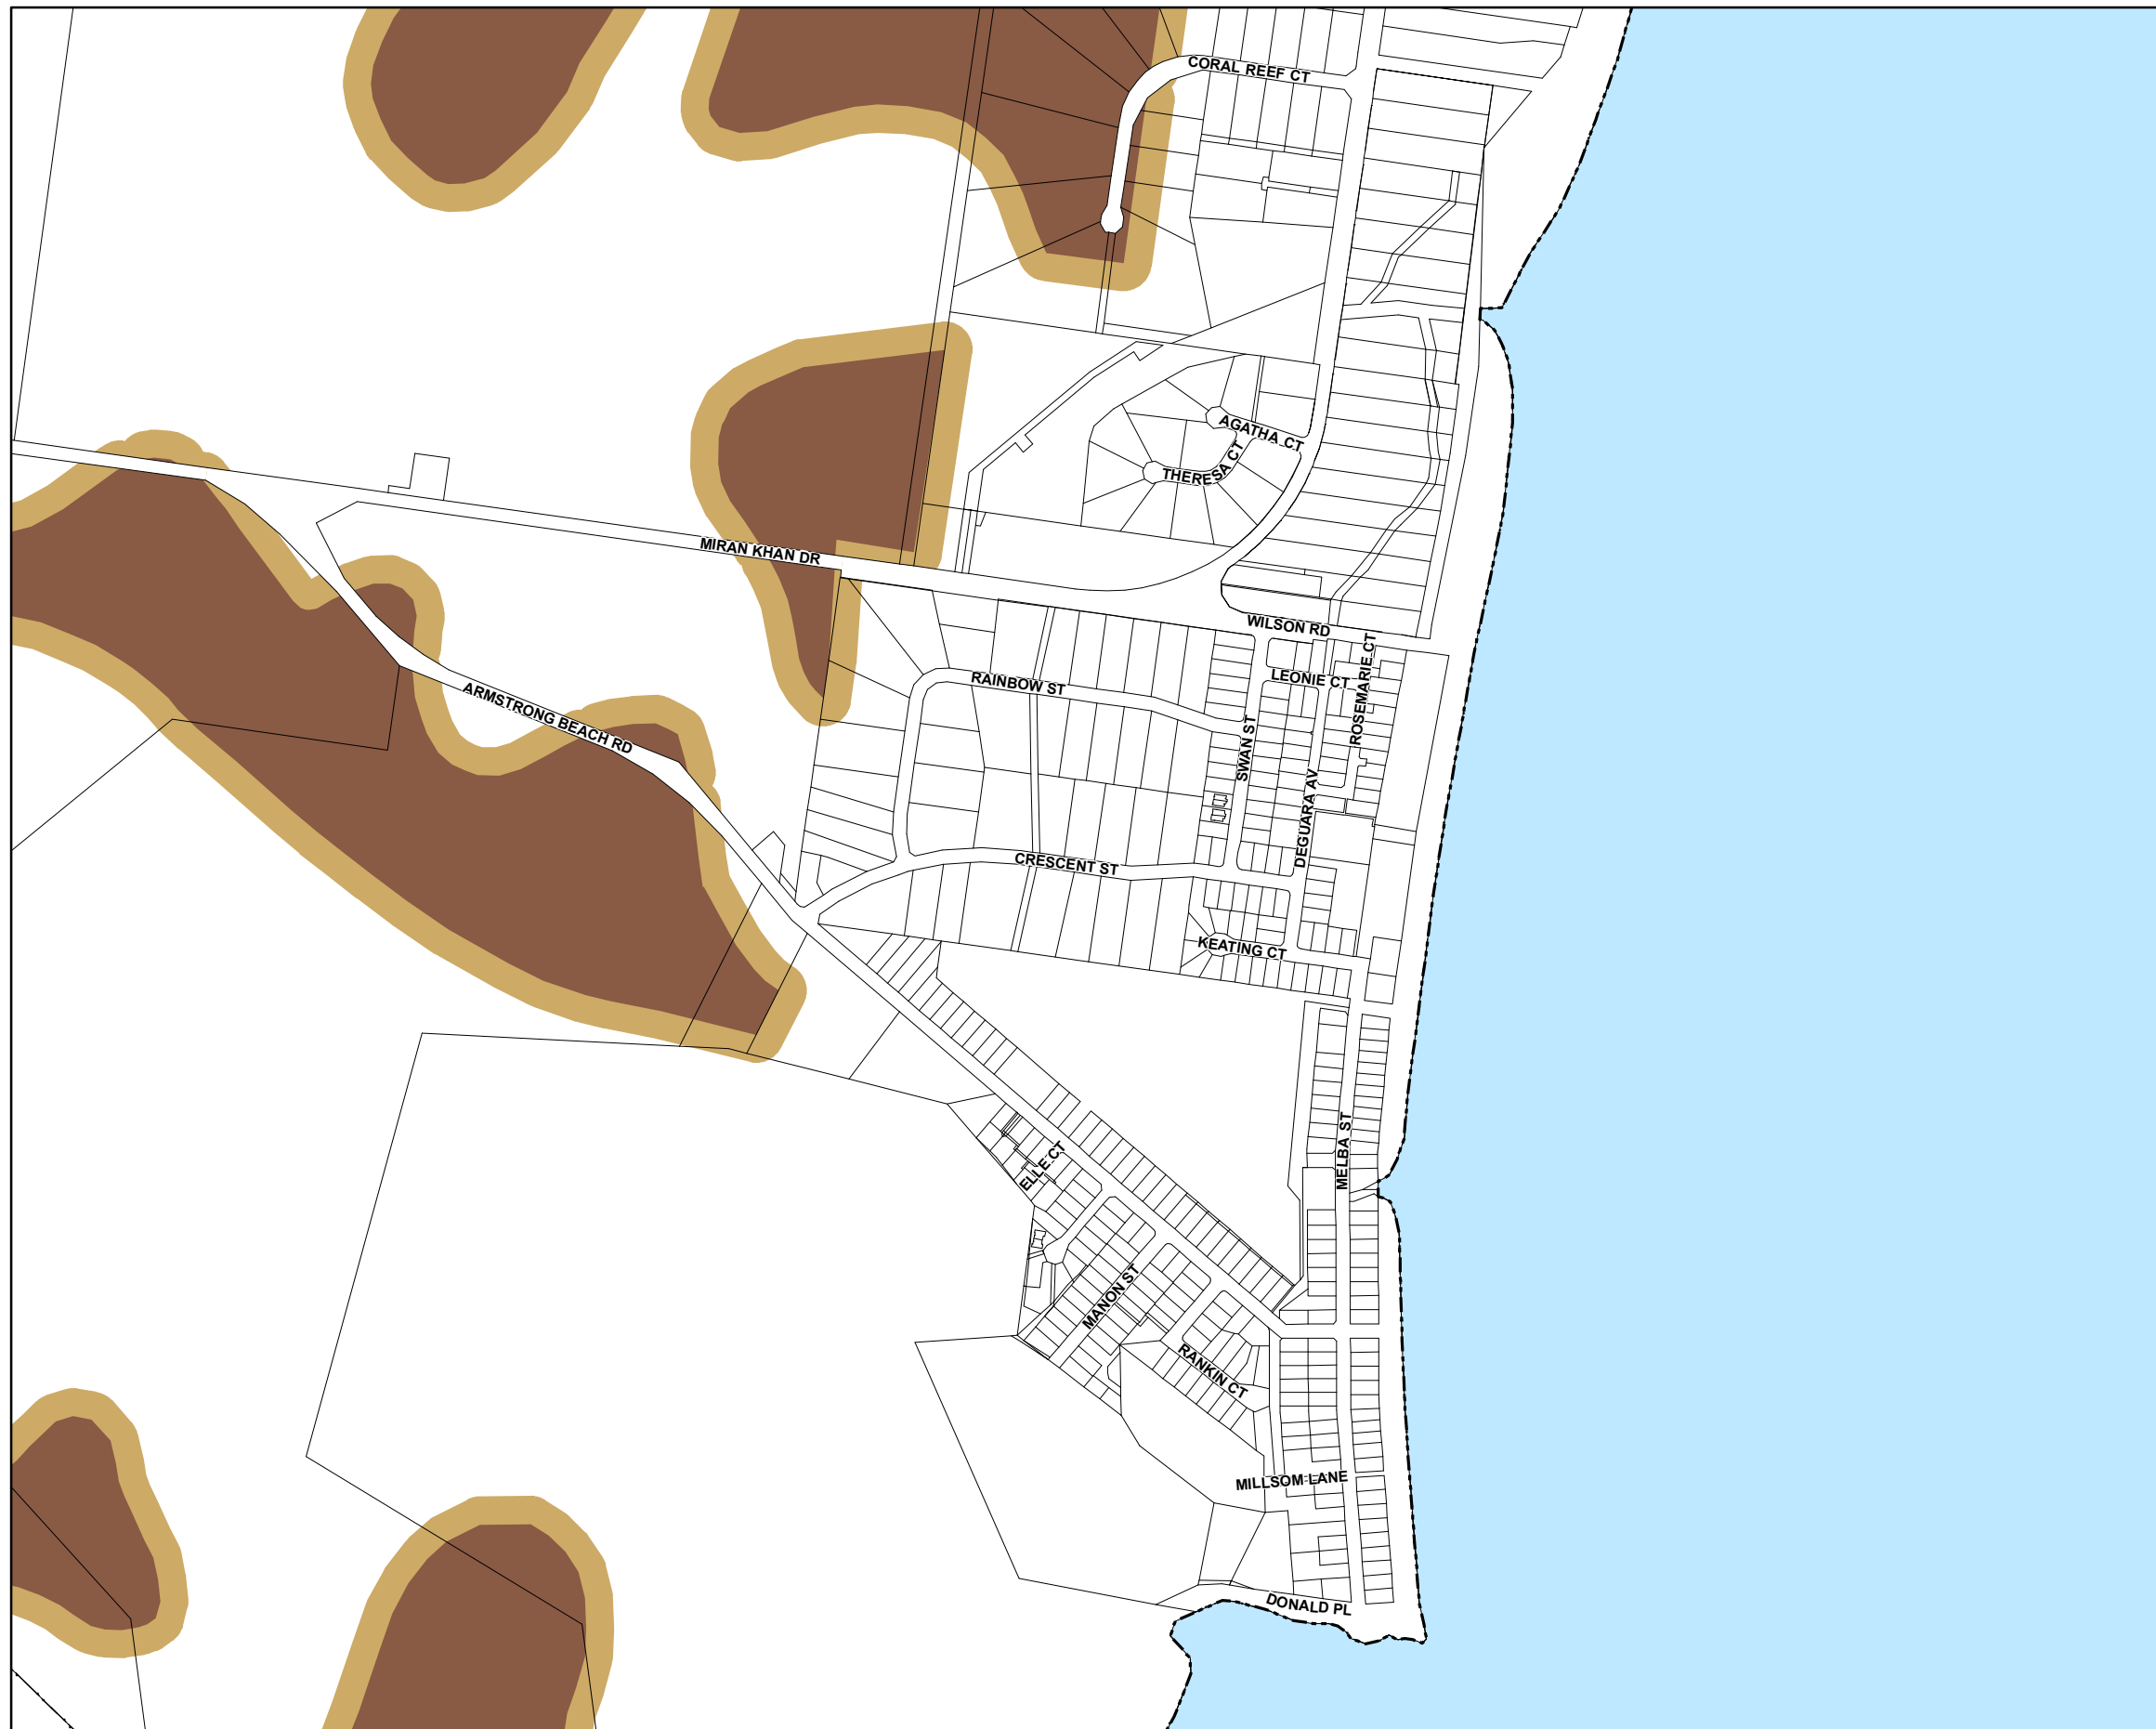 CORAL REEF CT
AGATHA CT
THERESA CT
MIRAN KHAN DR
WILSON RD
ROSEMARIE CT
LEONIE CT
RAINBOW ST
ARMSTRONG BEACH RD
SWAN ST
DEGUARA AV
CRESCENT ST
KEATING CT
MELBA ST
ELLE CT
MANON ST
RANKIN CT
MILLSOM LANE
DONALD PL